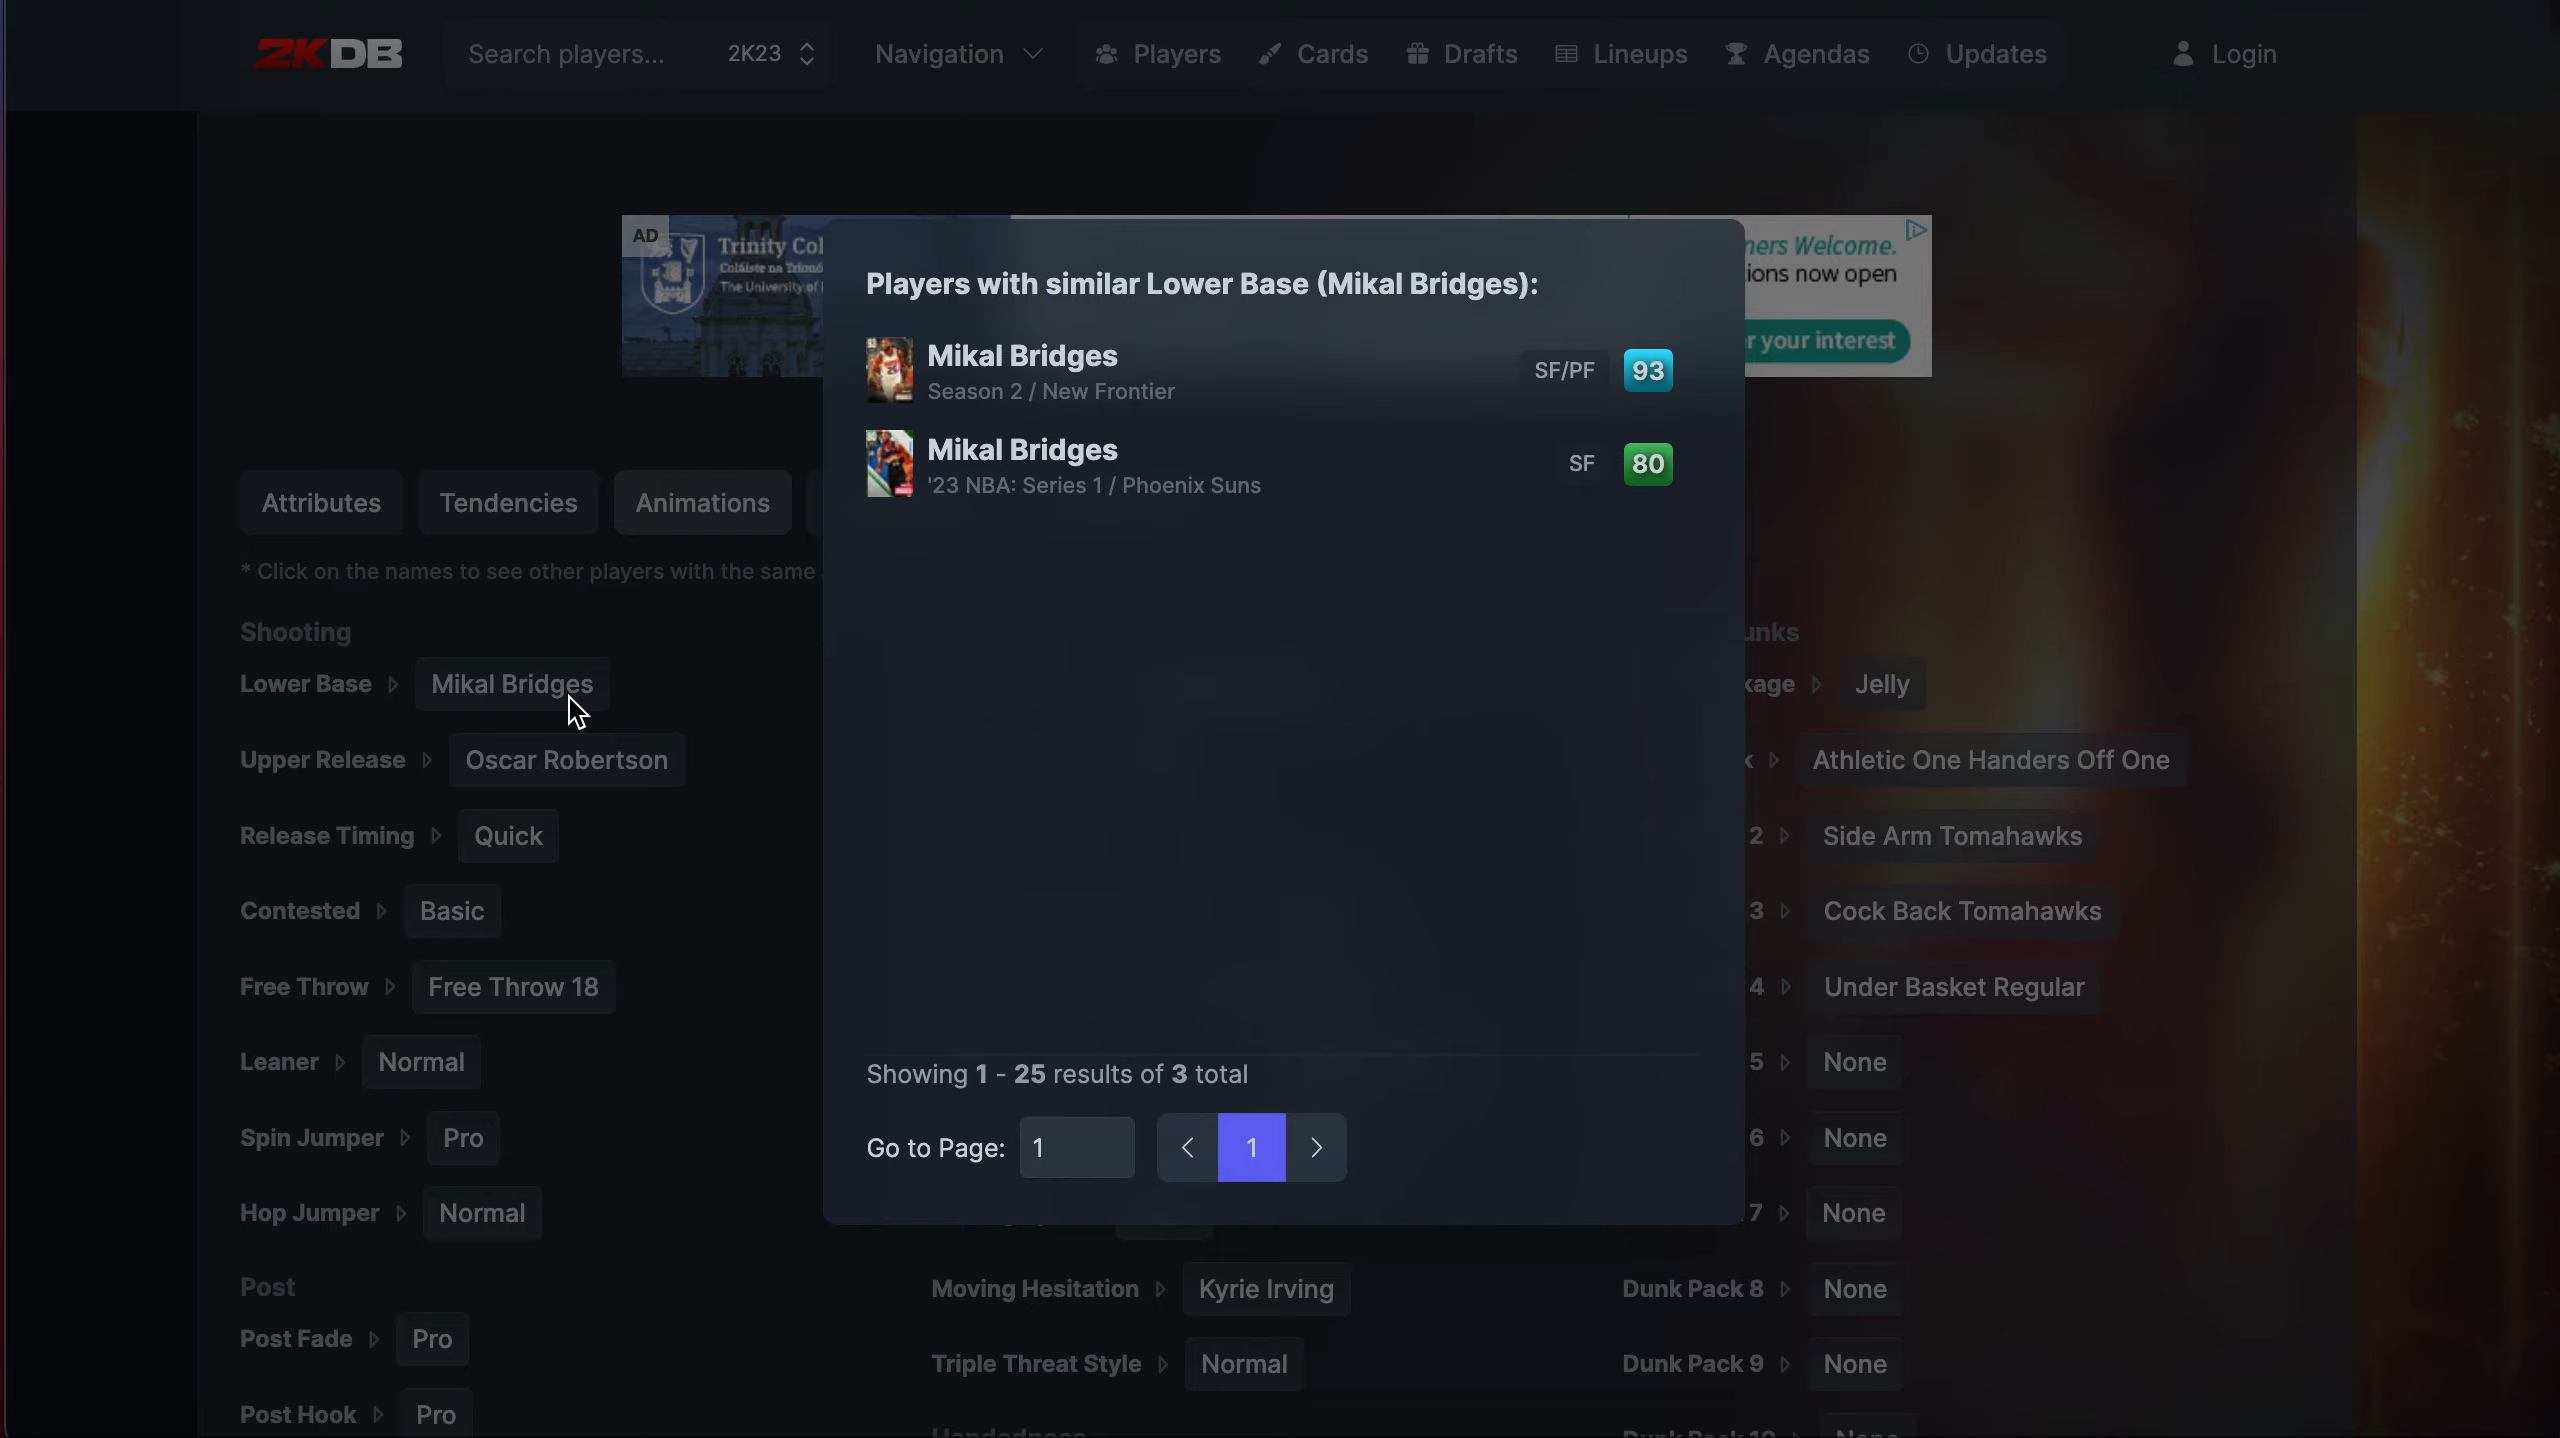 2KDB
Search players...
2K23
Navigation
Players
Cards
Drafts
Lineups
Agendas
Updates
Login
AD
Trinity Col
Coláiste na Tríonó
The University of
ners Welcome.
ions now open
r your interest
Players with similar Lower Base (Mikal Bridges):
Mikal Bridges
Season 2 / New Frontier
SF/PF
93
Mikal Bridges
'23 NBA: Series 1 / Phoenix Suns
SF
80
Showing 1 - 25 results of 3 total
Go to Page: 1
1
Attributes
Tendencies
Animations
* Click on the names to see other players with the same
Shooting
Lower Base
Mikal Bridges
Upper Release
Oscar Robertson
Release Timing
Quick
Contested
Basic
Free Throw
Free Throw 18
Leaner
Normal
Spin Jumper
Pro
Hop Jumper
Normal
Post
Post Fade
Pro
Post Hook
Pro
Moving Hesitation
Kyrie Irving
Triple Threat Style
Normal
unks
kage
Jelly
k
Athletic One Handers Off One
2
Side Arm Tomahawks
3
Cock Back Tomahawks
4
Under Basket Regular
5
None
6
None
7
None
Dunk Pack 8
None
Dunk Pack 9
None